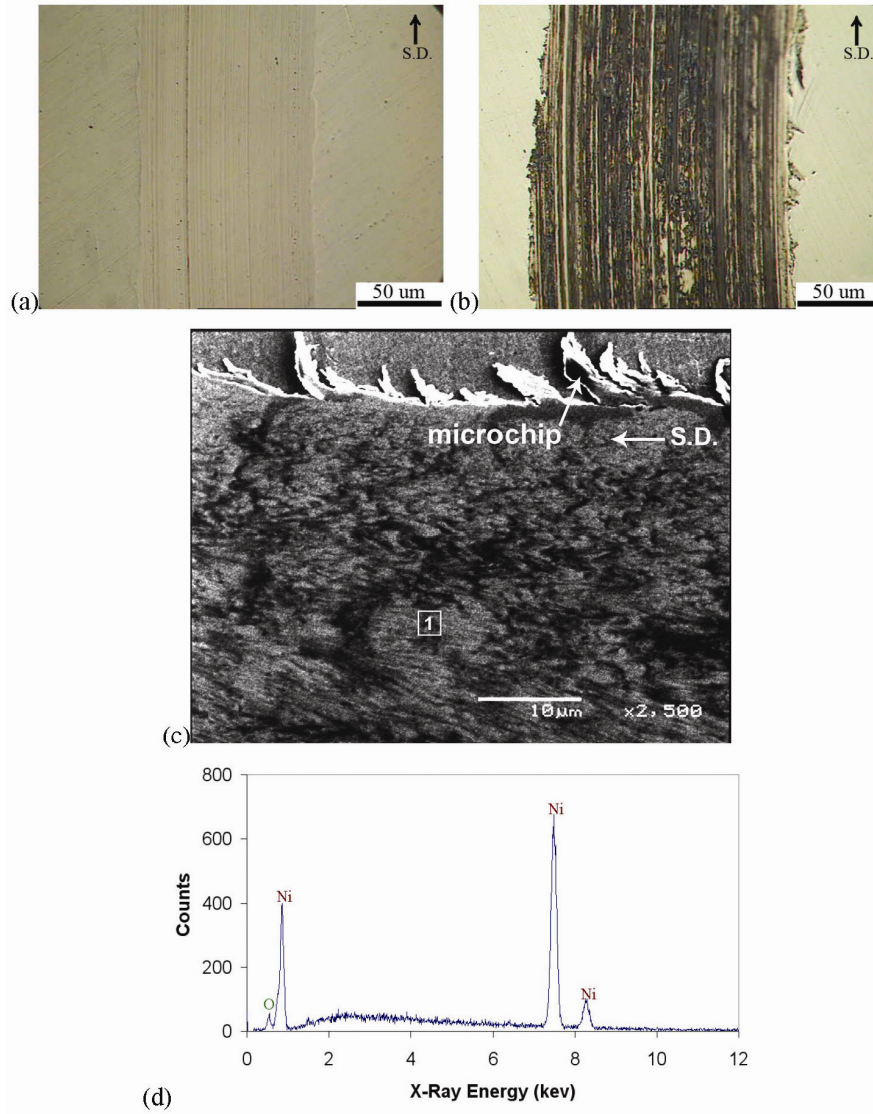 S.D.
S.D.
50 um
50 um
(a)
(b)
microchip
S.D.
1
10µm
x2,500
(c)
800
600
400
200
0
Counts
O
Ni
Ni
Ni
0
2
4
6
8
10
12
X-Ray Energy (kev)
(d)